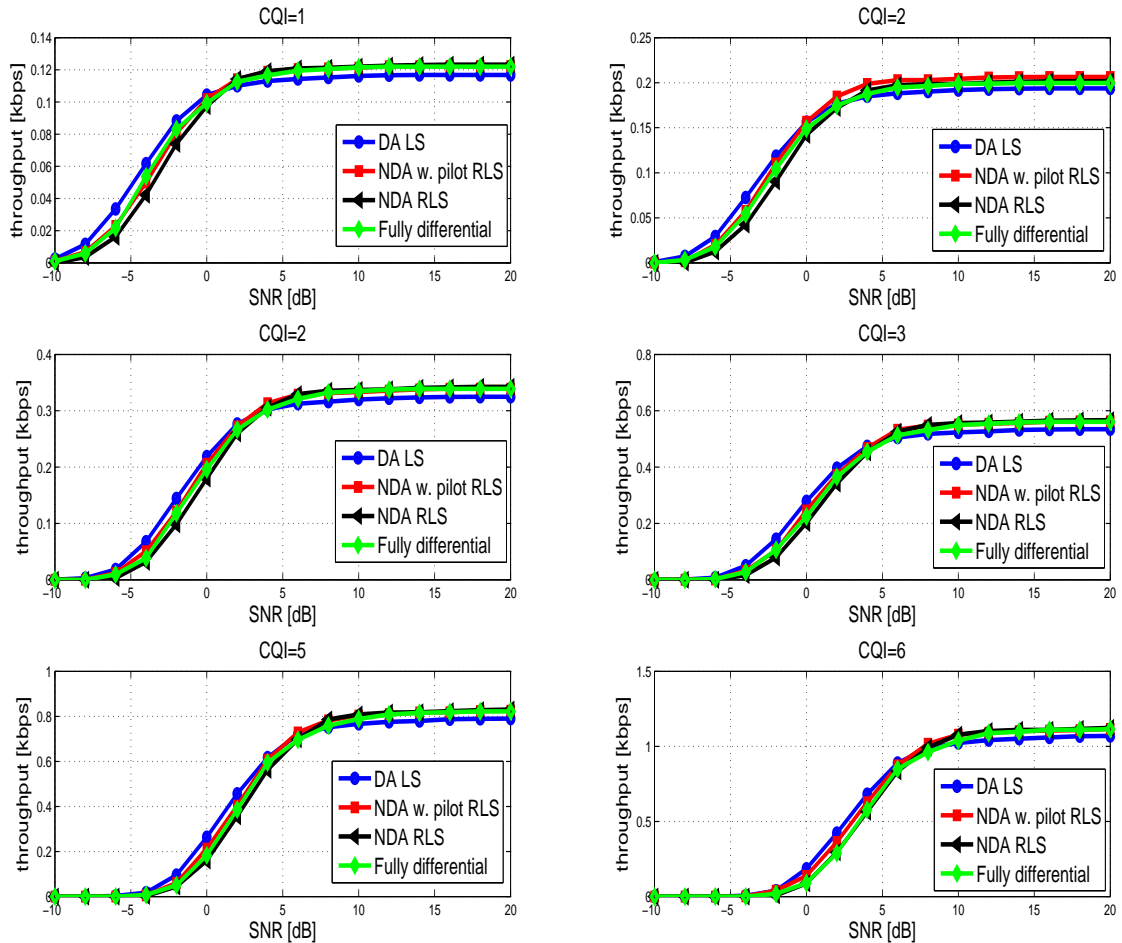 CQI=1
throughput [kbps]
0.14
0.12
0.1
0.08
0.06
0.04
0.02
0
DA LS
NDA w. pilot RLS
NDA RLS
Fully differential
−10 −5 0 5 10 15 20
SNR [dB]
CQI=2
throughput [kbps]
0.25
0.2
0.15
0.1
0.05
0
DA LS
NDA w. pilot RLS
NDA RLS
Fully differential
−10 −5 0 5 10 15 20
SNR [dB]
CQI=2
throughput [kbps]
0.4
0.3
0.2
0.1
0
DA LS
NDA w. pilot RLS
NDA RLS
Fully differential
−10 −5 0 5 10 15 20
SNR [dB]
CQI=3
throughput [kbps]
0.8
0.6
0.4
0.2
0
DA LS
NDA w. pilot RLS
NDA RLS
Fully differential
−10 −5 0 5 10 15 20
SNR [dB]
CQI=5
throughput [kbps]
1
0.8
0.6
0.4
0.2
0
DA LS
NDA w. pilot RLS
NDA RLS
Fully differential
−10 −5 0 5 10 15 20
SNR [dB]
CQI=6
throughput [kbps]
1.5
1
0.5
0
DA LS
NDA w. pilot RLS
NDA RLS
Fully differential
−10 −5 0 5 10 15 20
SNR [dB]